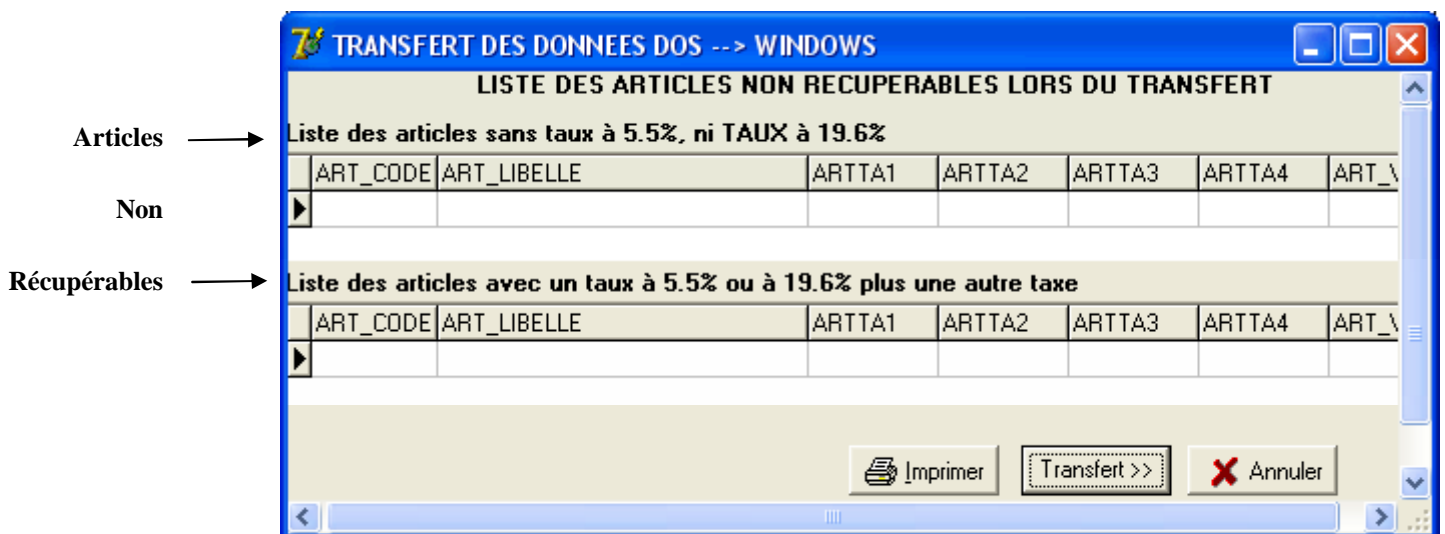 TRANSFERT DES DONNEES DOS --> WINDOWS
LISTE DES ARTICLES NON RECUPERABLES LORS DU TRANSFERT
Articles
Liste des articles sans taux à 5.5%, ni TAUX à 19.6%
ART_CODE ART_LIBELLE ARTTA1 ARTTA2 ARTTA3 ARTTA4 ART_
Non
Récupérables
Liste des articles avec un taux à 5.5% ou à 19.6% plus une autre taxe
ART_CODE ART_LIBELLE ARTTA1 ARTTA2 ARTTA3 ARTTA4 ART_
Imprimer Transfert >> Annuler